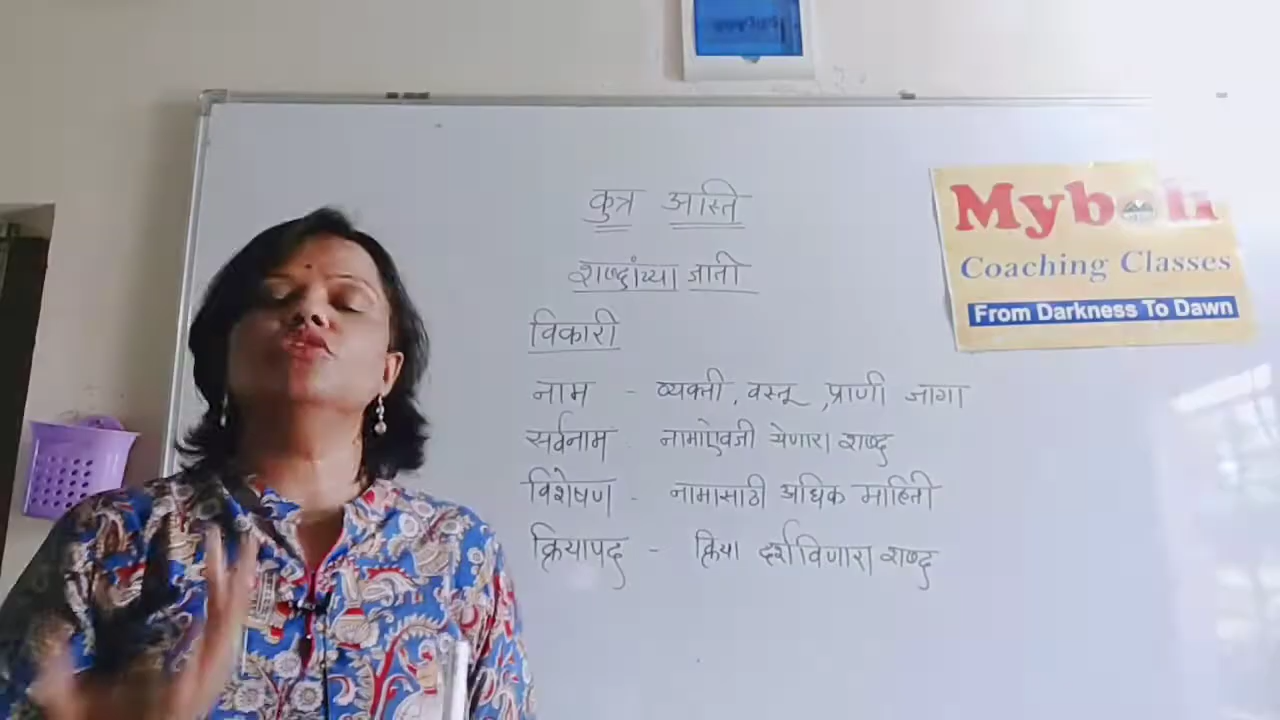 कुत्र अस्ति
शब्दांच्या जाती
विकारी
नाम - व्यक्ती, वस्तू, प्राणी जागा
सर्वनाम - नामाऐवजी येणारा शब्द
विशेषण - नामासाठी अधिक माहिती
क्रियापद - क्रिया दर्शविणारा शब्द
Myboli
Coaching Classes
From Darkness To Dawn